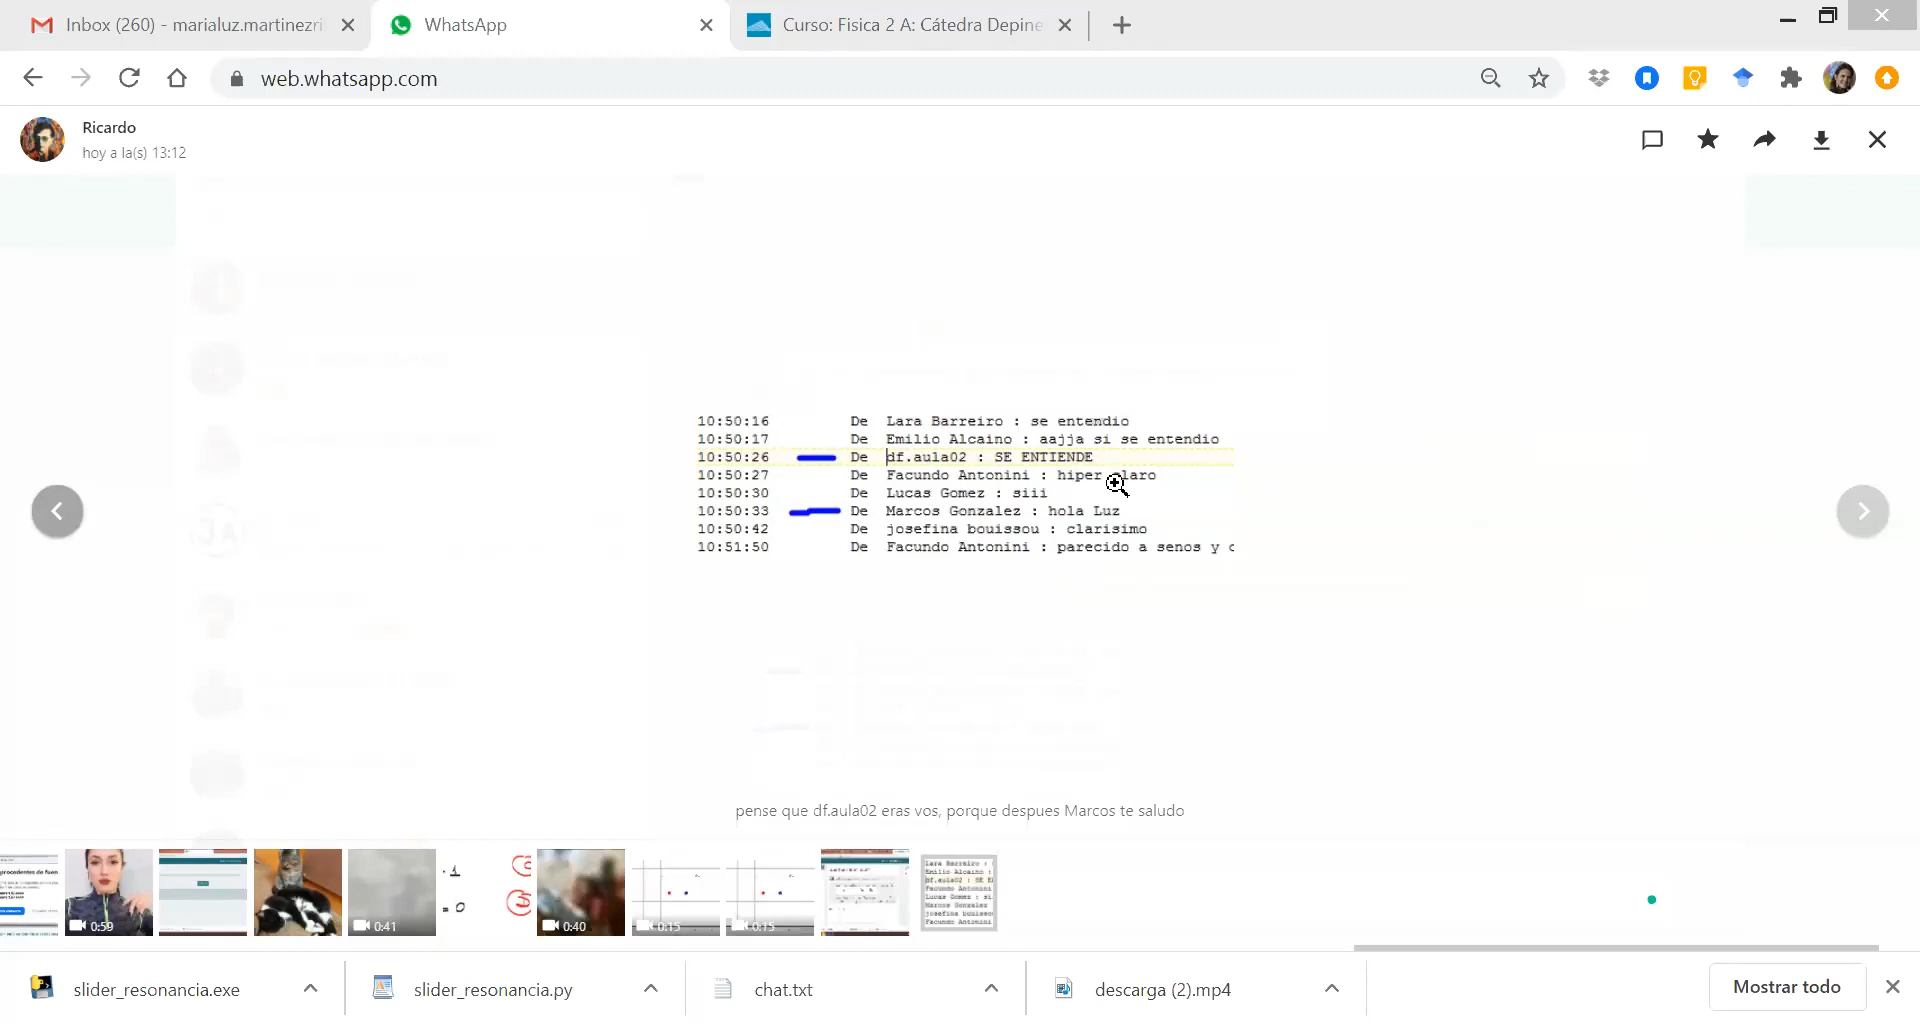 Inbox (260) - marialuz.martinezri
WhatsApp
Curso: Fisica 2 A: Cátedra Depine
web.whatsapp.com
Ricardo
hoy a la(s) 13:12
10:50:16 De Lara Barreiro : se entendio
10:50:17 De Emilio Alcaino : aajja si se entendio
10:50:26 De df.aula02 : SE ENTIENDE
10:50:27 De Facundo Antonini : hiper claro
10:50:30 De Lucas Gomez : siii
10:50:33 De Marcos Gonzalez : hola Luz
10:50:42 De josefina bouissou : clarisimo
10:51:50 De Facundo Antonini : parecido a senos y c
pense que df.aula02 eras vos, porque despues Marcos te saludo
0:59
0:41
0:40
0:15
0:15
slider_resonancia.exe
slider_resonancia.py
chat.txt
descarga (2).mp4
Mostrar todo